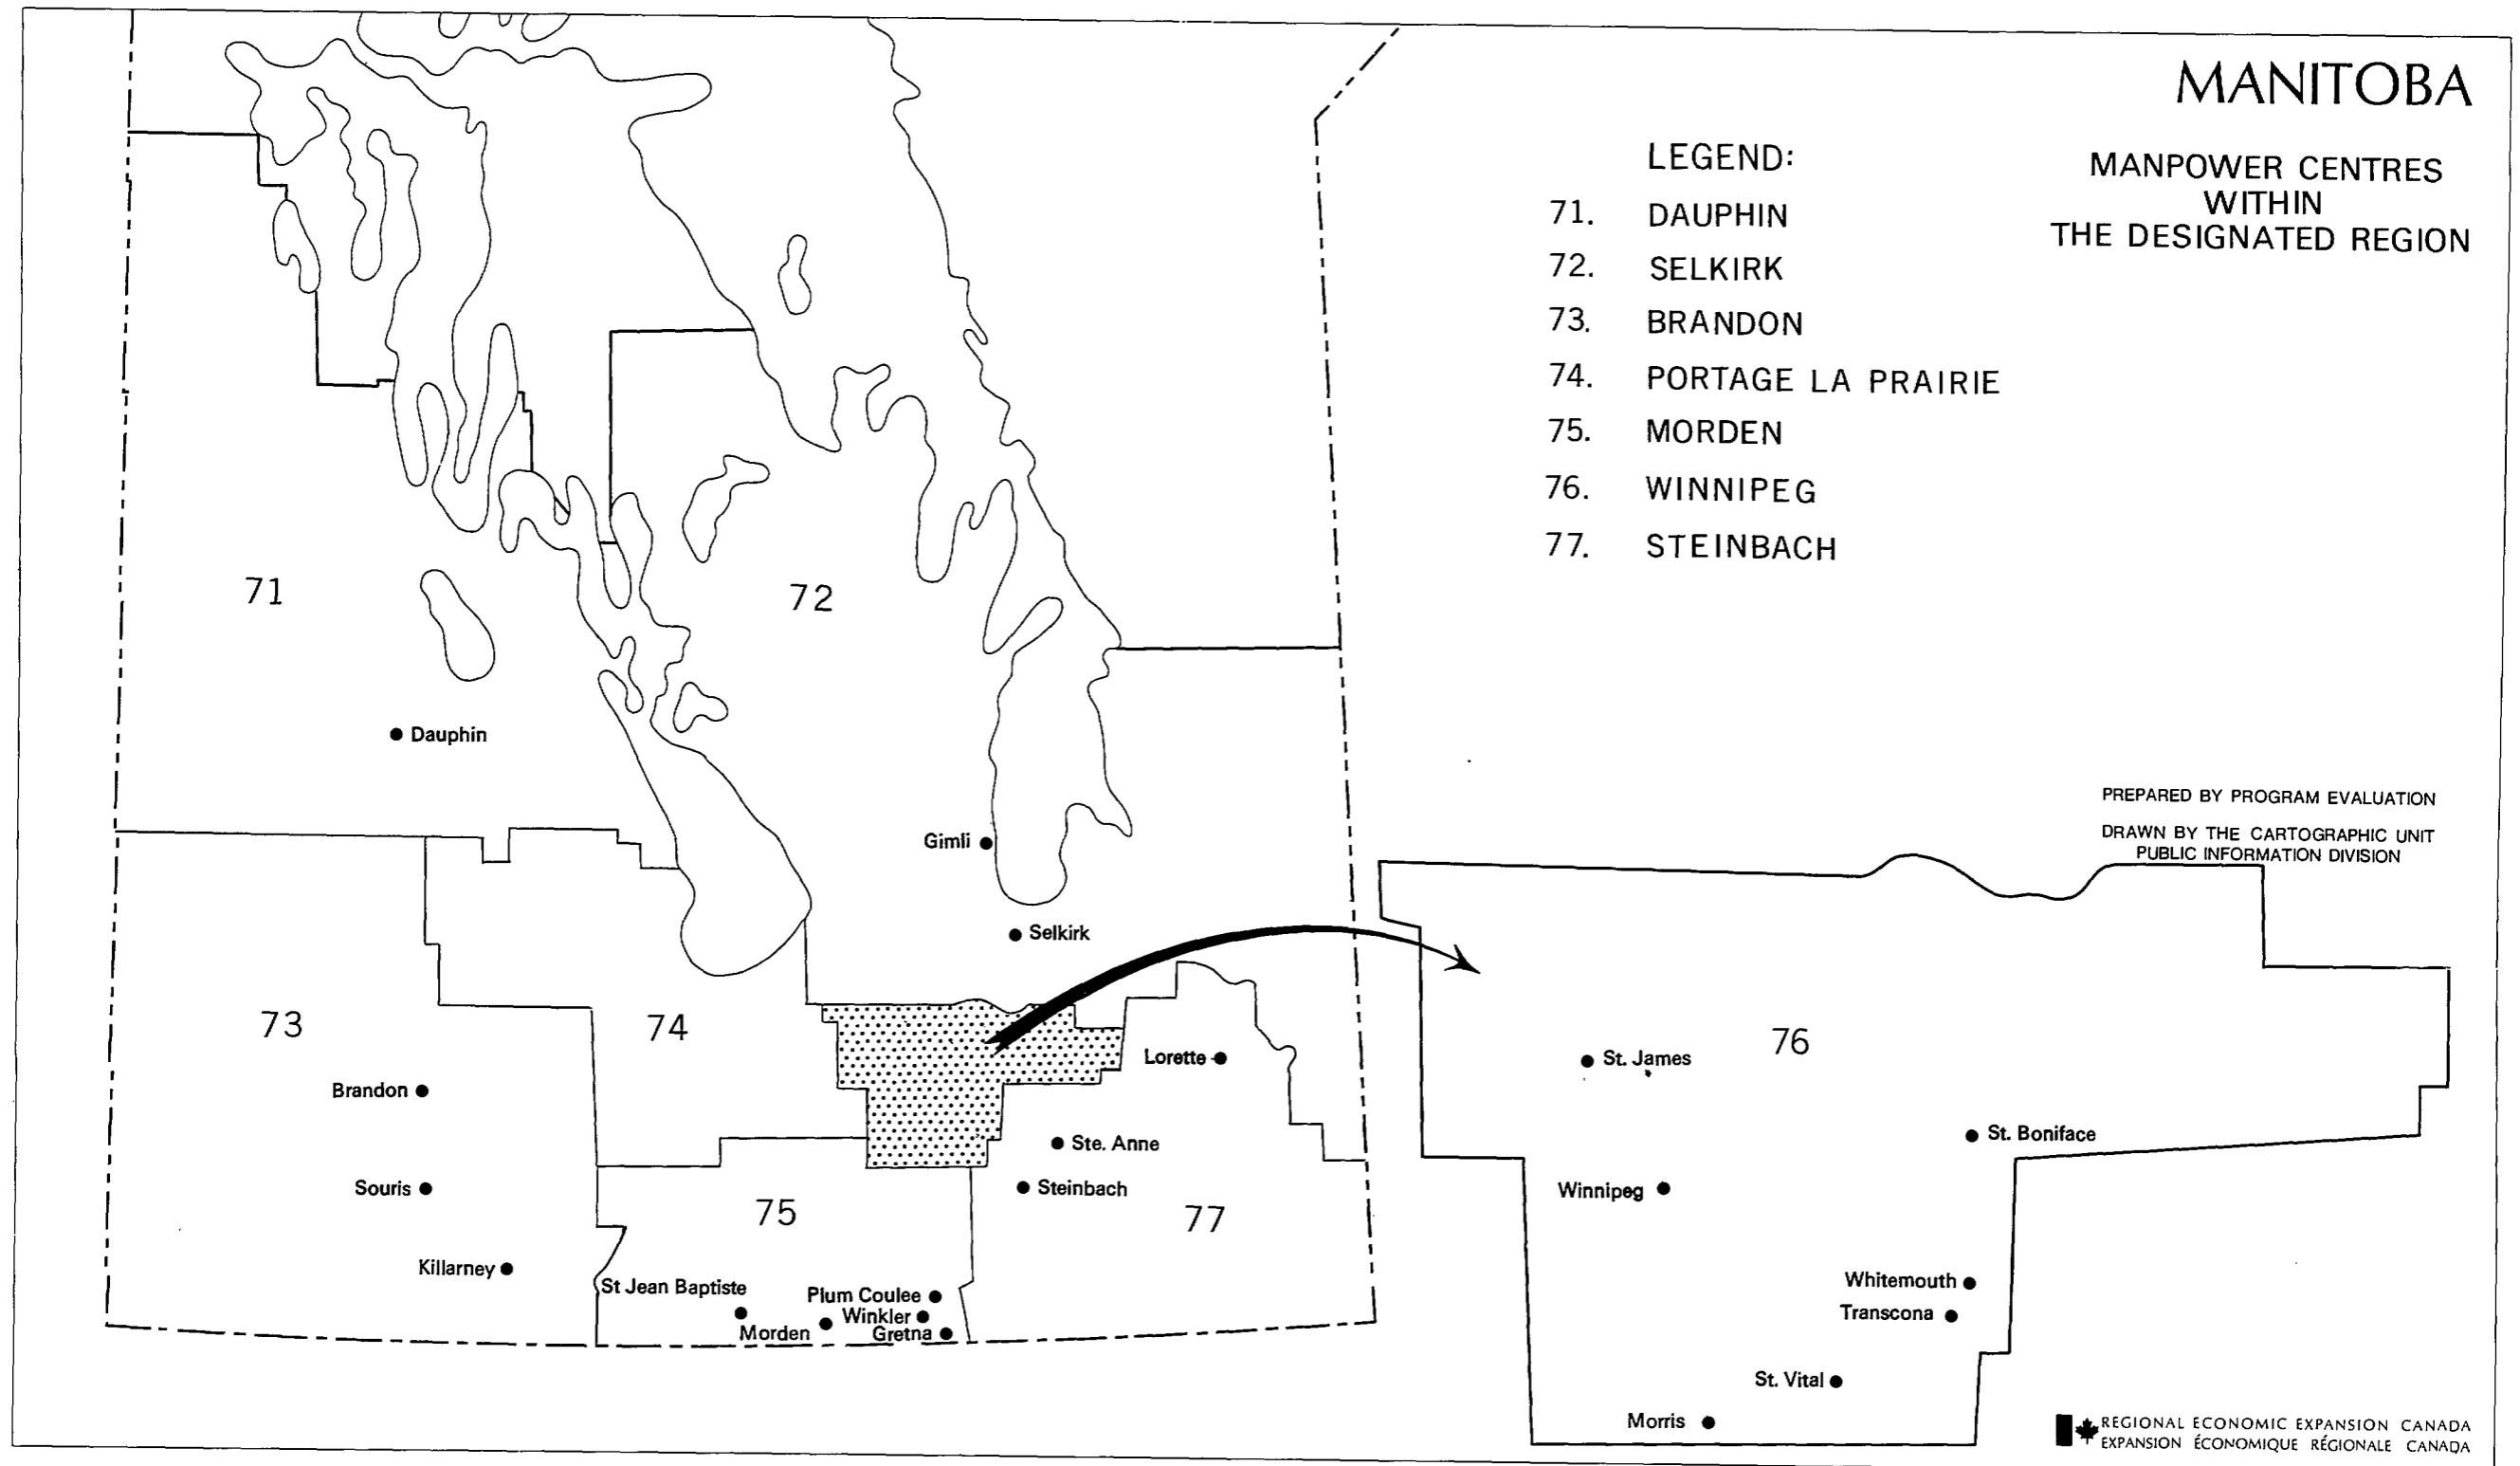 MANITOBA
MANPOWER CENTRES
WITHIN
THE DESIGNATED REGION
LEGEND:
71. DAUPHIN
72. SELKIRK
73. BRANDON
74. PORTAGE LA PRAIRIE
75. MORDEN
76. WINNIPEG
77. STEINBACH
71
72
Dauphin
Gimli
Selkirk
73
74
Lorette
Brandon
Ste. Anne
Souris
Steinbach
75
77
Killarney
St Jean Baptiste
Plum Coulee
Winkler
Morden
Gretna
PREPARED BY PROGRAM EVALUATION
DRAWN BY THE CARTOGRAPHIC UNIT
PUBLIC INFORMATION DIVISION
76
St. James
St. Boniface
Winnipeg
Whitemouth
Transcona
St. Vital
Morris
REGIONAL ECONOMIC EXPANSION CANADA
EXPANSION ÉCONOMIQUE RÉGIONALE CANADA